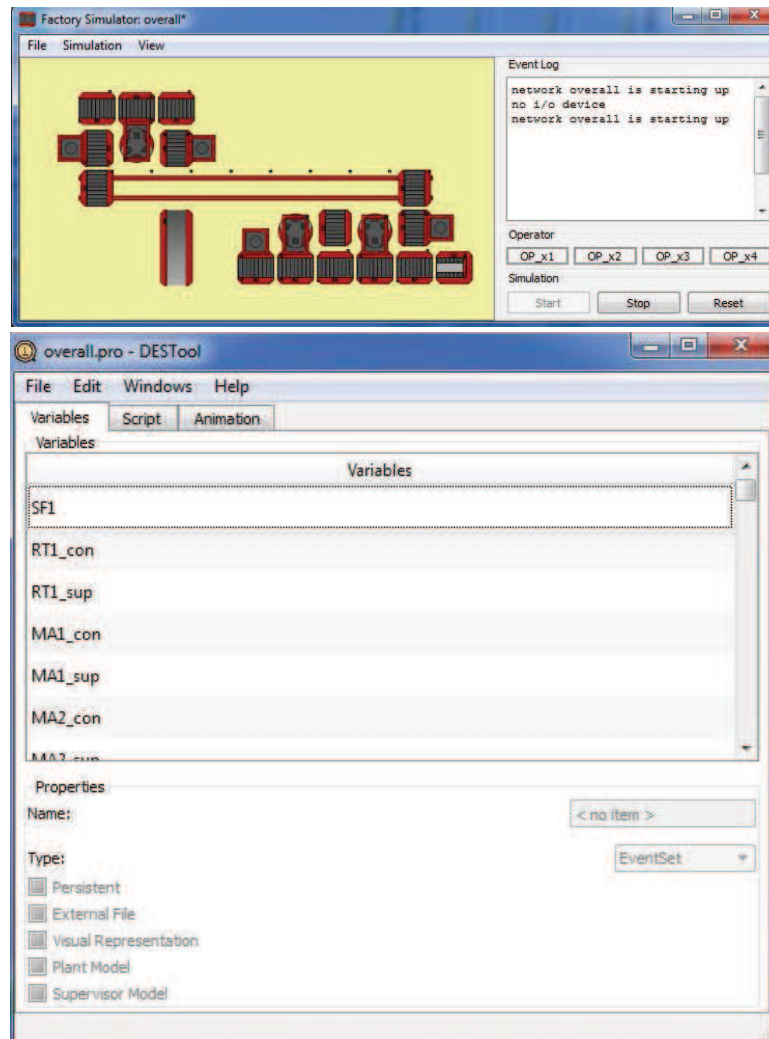 Factory Simulator: overall*
File Simulation View
Event Log
network overall is starting up
no i/o device
network overall is starting up
Operator
OP_x1 OP_x2 OP_x3 OP_x4
Simulation
Start Stop Reset
overall.pro - DESTool
File Edit Windows Help
Variables Script Animation
Variables
Variables
SF1
RT1_con
RT1_sup
MA1_con
MA1_sup
MA2_con
MA2_sup
Properties
Name: < no item >
Type: EventSet
Persistent
External File
Visual Representation
Plant Model
Supervisor Model